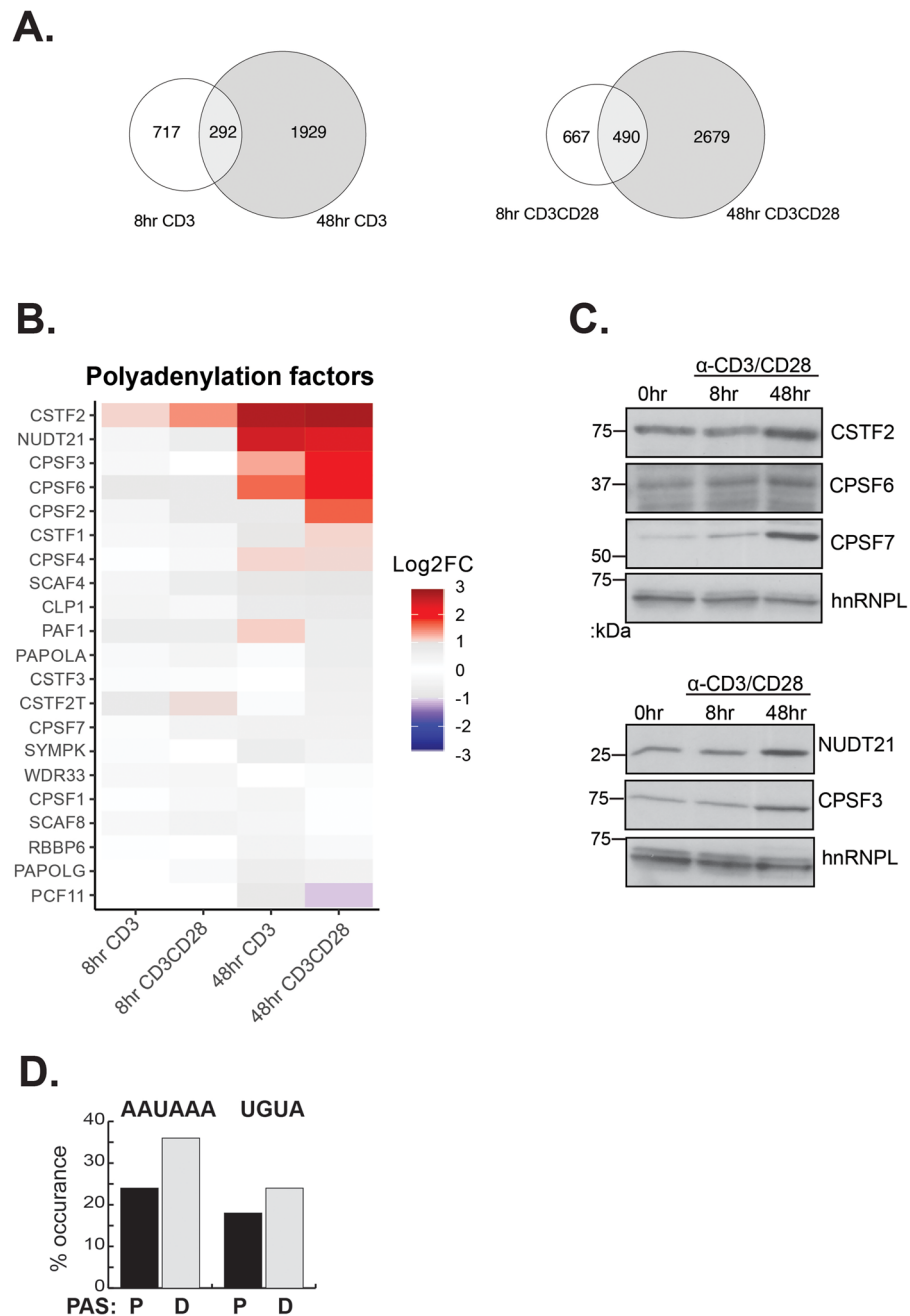 A.
717 292 1929
8hr CD3 48hr CD3
667 490 2679
8hr CD3CD28 48hr CD3CD28
B.
Polyadenylation factors
CSTF2
NUDT21
CPSF3
CPSF6
CPSF2
CSTF1
CPSF4
SCAF4
CLP1
PAF1
PAPOLA
CSTF3
CSTF2T
CPSF7
SYMPK
WDR33
CPSF1
SCAF8
RBBP6
PAPOLG
PCF11
8hr CD3
8hr CD3CD28
48hr CD3
48hr CD3CD28
Log2FC
3
2
1
0
-1
-2
-3
C.
α-CD3/CD28
0hr 8hr 48hr
75 CSTF2
37 CPSF6
50 CPSF7
75 hnRNPL
:kDa
α-CD3/CD28
0hr 8hr 48hr
25 NUDT21
75 CPSF3
75 hnRNPL
D.
AAUAAA UGUA
% occurance
40
20
20
0
PAS: P D P D